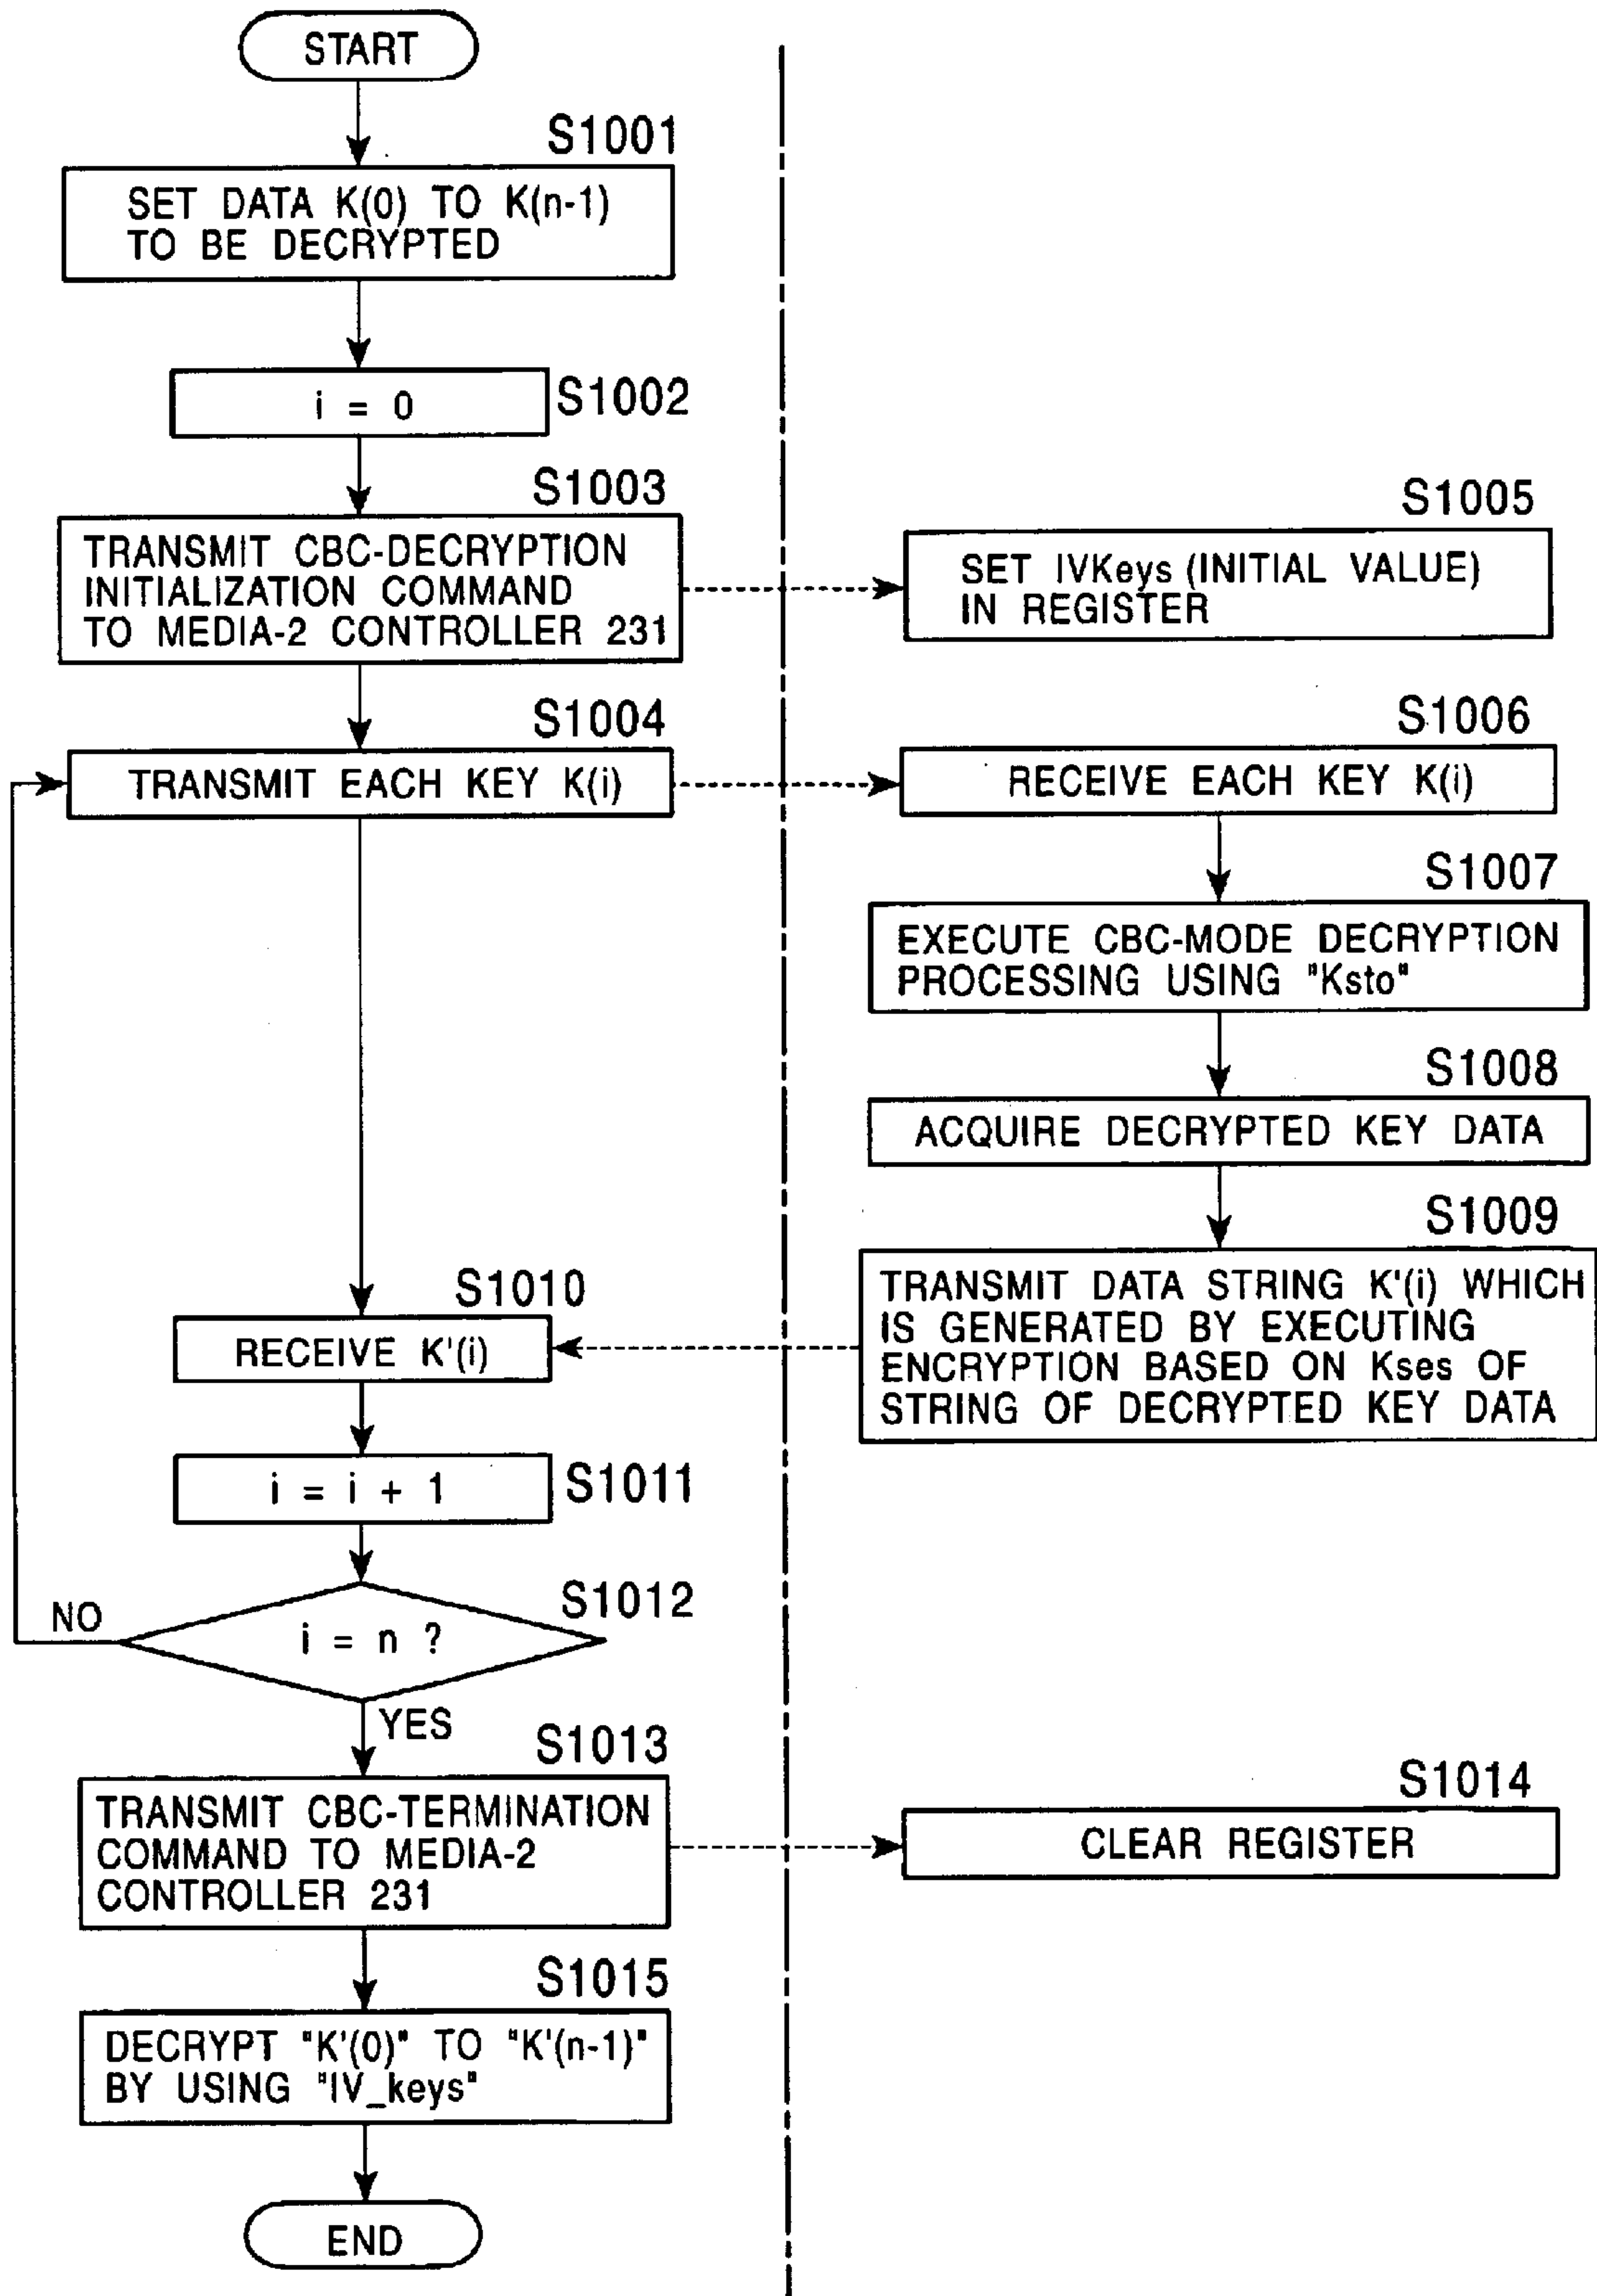 START
S1001
SET DATA K(0) TO K(n-1)
TO BE DECRYPTED
i = 0
S1002
S1003
TRANSMIT CBC-DECRYPTION
INITIALIZATION COMMAND
TO MEDIA-2 CONTROLLER 231
S1005
SET IVKeys (INITIAL VALUE)
IN REGISTER
S1004
TRANSMIT EACH KEY K(i)
S1006
RECEIVE EACH KEY K(i)
S1007
EXECUTE CBC-MODE DECRYPTION
PROCESSING USING "Ksto"
S1008
ACQUIRE DECRYPTED KEY DATA
S1009
TRANSMIT DATA STRING K'(i) WHICH
IS GENERATED BY EXECUTING
ENCRYPTION BASED ON Kses OF
STRING OF DECRYPTED KEY DATA
S1010
RECEIVE K'(i)
i = i + 1
S1011
S1012
NO
i = n ?
YES
S1013
TRANSMIT CBC-TERMINATION
COMMAND TO MEDIA-2
CONTROLLER 231
S1014
CLEAR REGISTER
S1015
DECRYPT "K'(0)" TO "K'(n-1)"
BY USING "IV_keys"
END